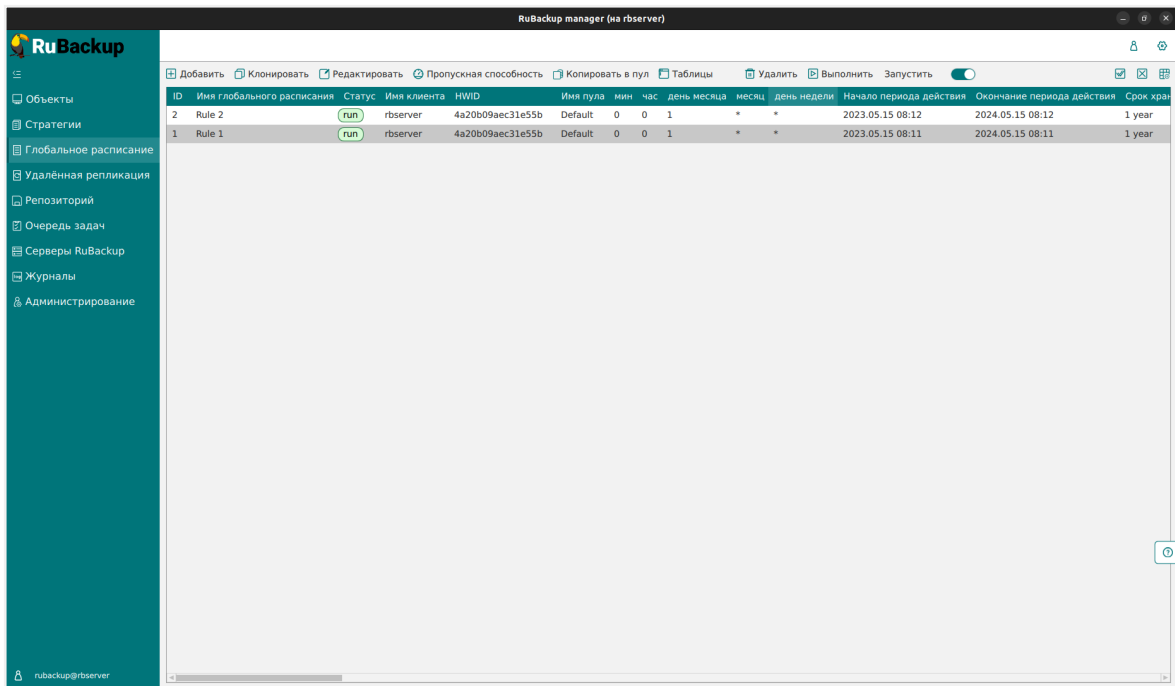 RuBackup manager (на rbserver)
RuBackup
Добавить Клонировать Редактировать Пропускная способность Копировать в пул Таблицы Удалить Выполнить Запустить
Объекты
Стратегии
Глобальное расписание
Удалённая репликация
Репозиторий
Очередь задач
Серверы RuBackup
Журналы
Администрирование
ID Имя глобального расписания Статус Имя клиента HWID Имя пула мин час день месяца месяц день недели Начало периода действия Окончание периода действия Срок хран
2 Rule 2 run rbserver 4a20b09aec31e55b Default 0 0 1 * * 2023.05.15 08:12 2024.05.15 08:12 1 year
1 Rule 1 run rbserver 4a20b09aec31e55b Default 0 0 1 * * 2023.05.15 08:11 2024.05.15 08:11 1 year
rubackup@rbserver